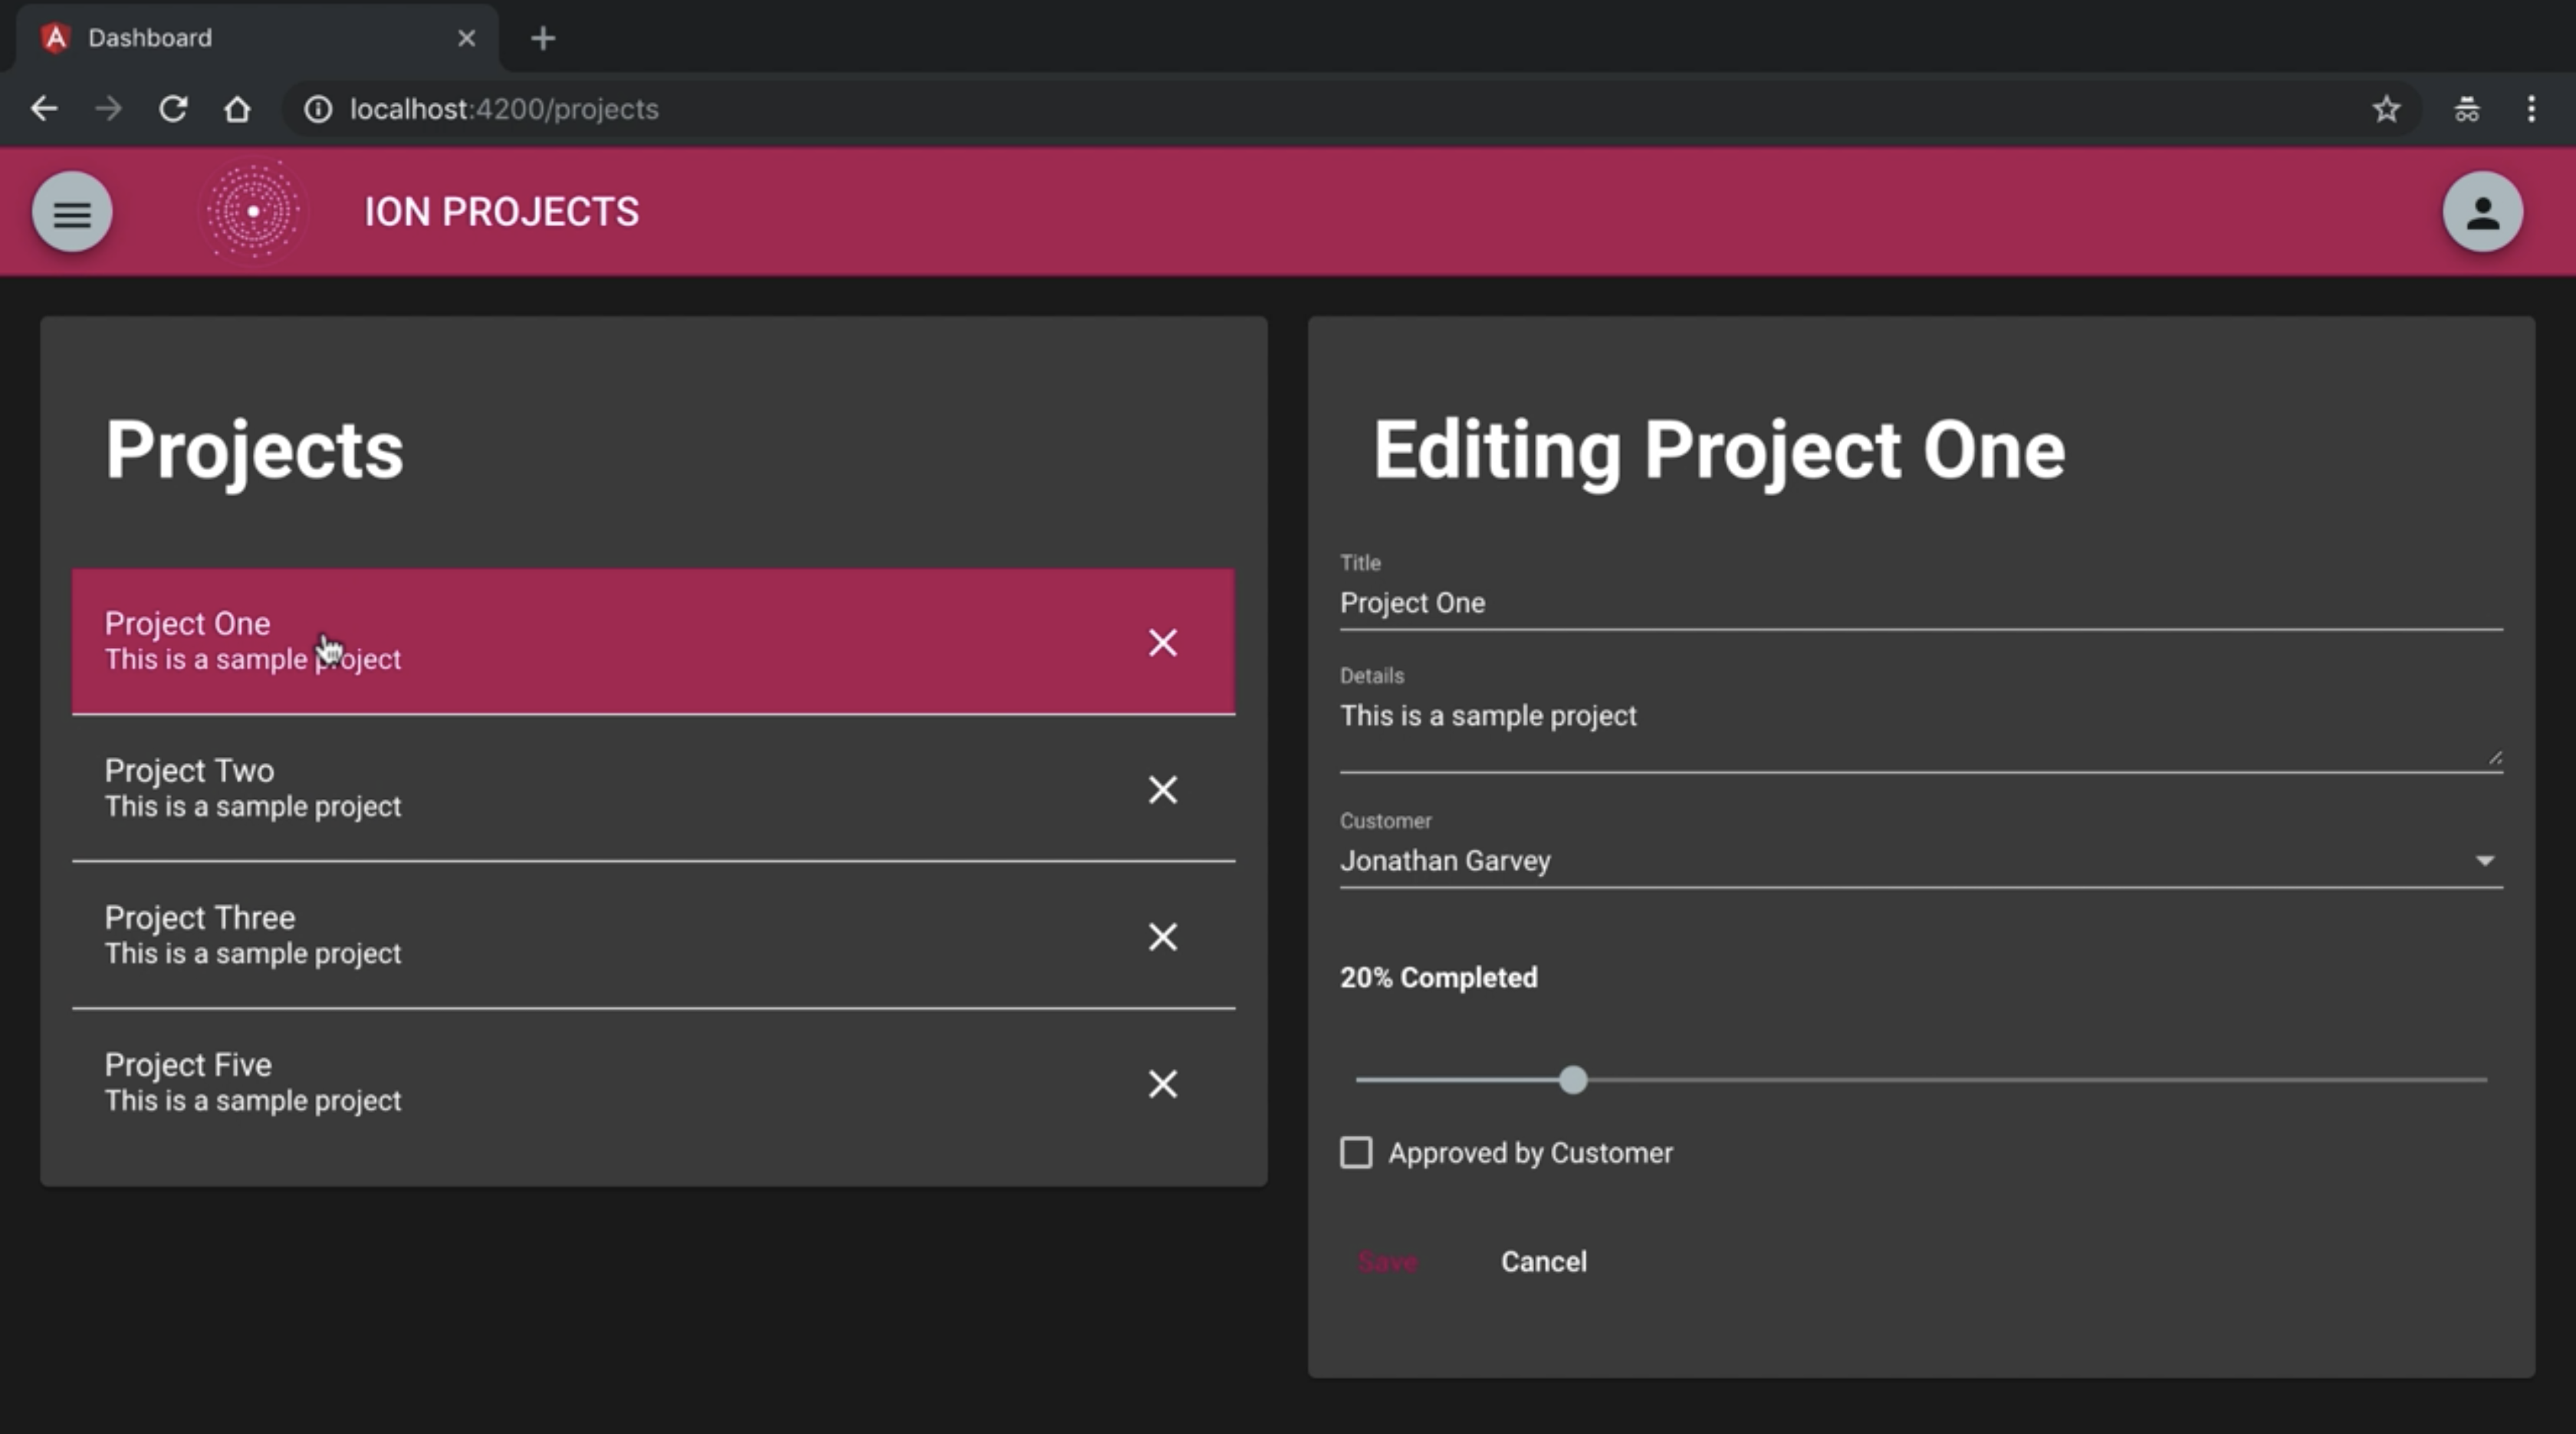 Dashboard
localhost:4200/projects
ION PROJECTS
Projects
Project One
This is a sample project
Project Two
This is a sample project
Project Three
This is a sample project
Project Five
This is a sample project
Editing Project One
Title
Project One
Details
This is a sample project
Customer
Jonathan Garvey
20% Completed
Approved by Customer
Save Cancel